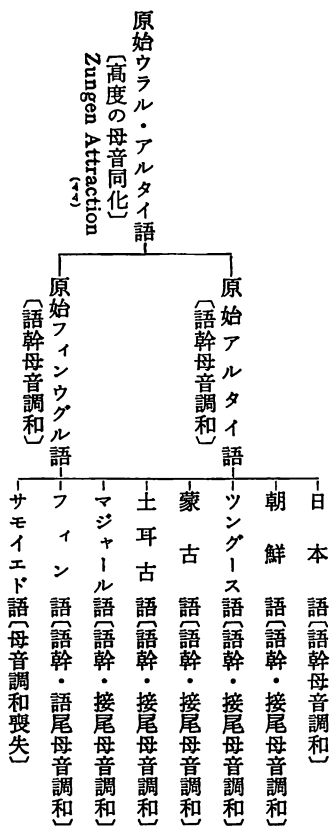 原始ウラル・アルタイ語
〔高度の母音同化〕
Zungen Attraction
(ママ)
原始アルタイ語
〔語幹母音調和〕
原始フィンウグル語
〔語幹母音調和〕
日本語〔語幹母音調和〕
朝鮮語〔語幹・接尾母音調和〕
ツングース語〔語幹・接尾母音調和〕
蒙古語〔語幹・接尾母音調和〕
土耳古語〔語幹・接尾母音調和〕
マジャール語〔語幹・接尾母音調和〕
フィン語〔語幹・語尾母音調和〕
サモイエド語〔母音調和喪失〕